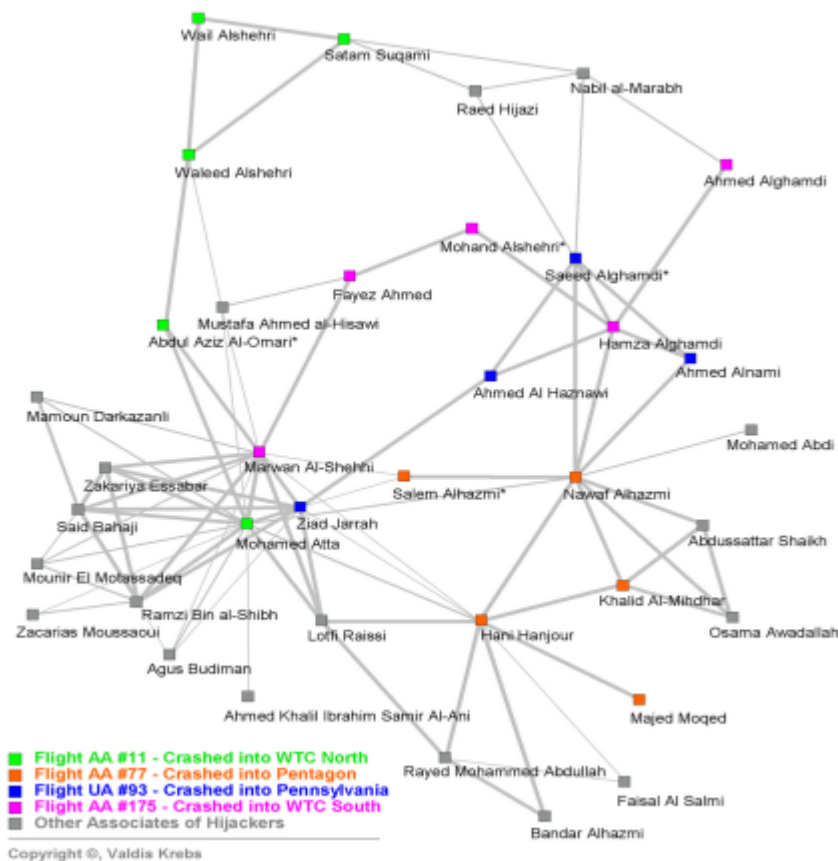 Wail Alshehri
Satam Suqami
Nabil al-Marabh
Raed Hijazi
Waleed Alshehri
Ahmed Alghamdi
Mohand Alshehri*
Saeed Alghamdi*
Fayez Ahmed
Mustafa Ahmed al-Hisawi
Abdul Aziz Al-Omari*
Hamza Alghamdi
Ahmed Alnami
Ahmed Al Haznawi
Mamoun Darkazanli
Mohamed Abdi
Marwan Al-Shehhi
Zakariya Essabar
Salem Alhazmi*
Nawaf Alhazmi
Said Bahaji
Ziad Jarrah
Mohamed Atta
Abdussattar Shaikh
Mounir El Motassadeq
Khalid Al-Mihdhar
Zacarias Moussaoui
Ramzi Bin al-Shibh
Lotfi Raissi
Hani Hanjour
Osama Awadallah
Agus Budiman
Ahmed Khalil Ibrahim Samir Al-Ani
Majed Moqed
Rayed Mohammed Abdullah
Faisal Al Salmi
Bandar Alhazmi
Flight AA #11 - Crashed into WTC North
Flight AA #77 - Crashed into Pentagon
Flight UA #93 - Crashed into Pennsylvania
Flight AA #175 - Crashed into WTC South
Other Associates of Hijackers
Copyright ©, Valdis Krebs